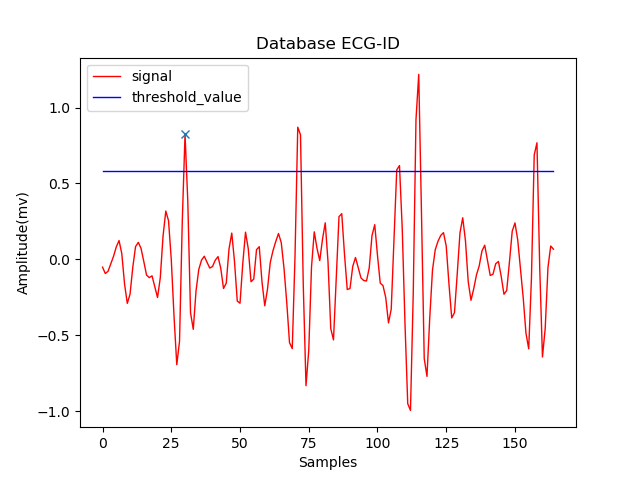 Database ECG-ID
signal
threshold_value
1.0
0.5
0.0
−0.5
−1.0
Amplitude(mv)
0 25 50 75 100 125 150
Samples